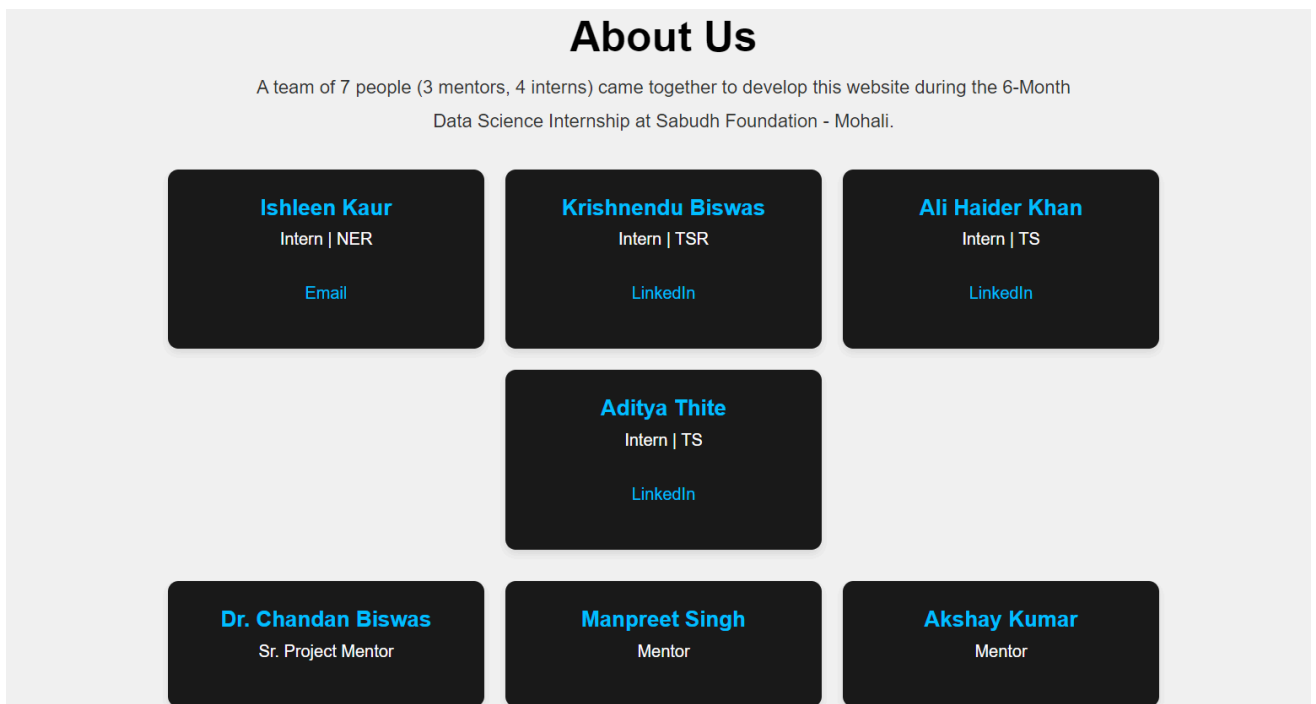 About Us
A team of 7 people (3 mentors, 4 interns) came together to develop this website during the 6-Month
Data Science Internship at Sabudh Foundation - Mohali.
Ishleen Kaur
Intern | NER
Email
Krishnendu Biswas
Intern | TSR
LinkedIn
Ali Haider Khan
Intern | TS
LinkedIn
Aditya Thite
Intern | TS
LinkedIn
Dr. Chandan Biswas
Sr. Project Mentor
Manpreet Singh
Mentor
Akshay Kumar
Mentor